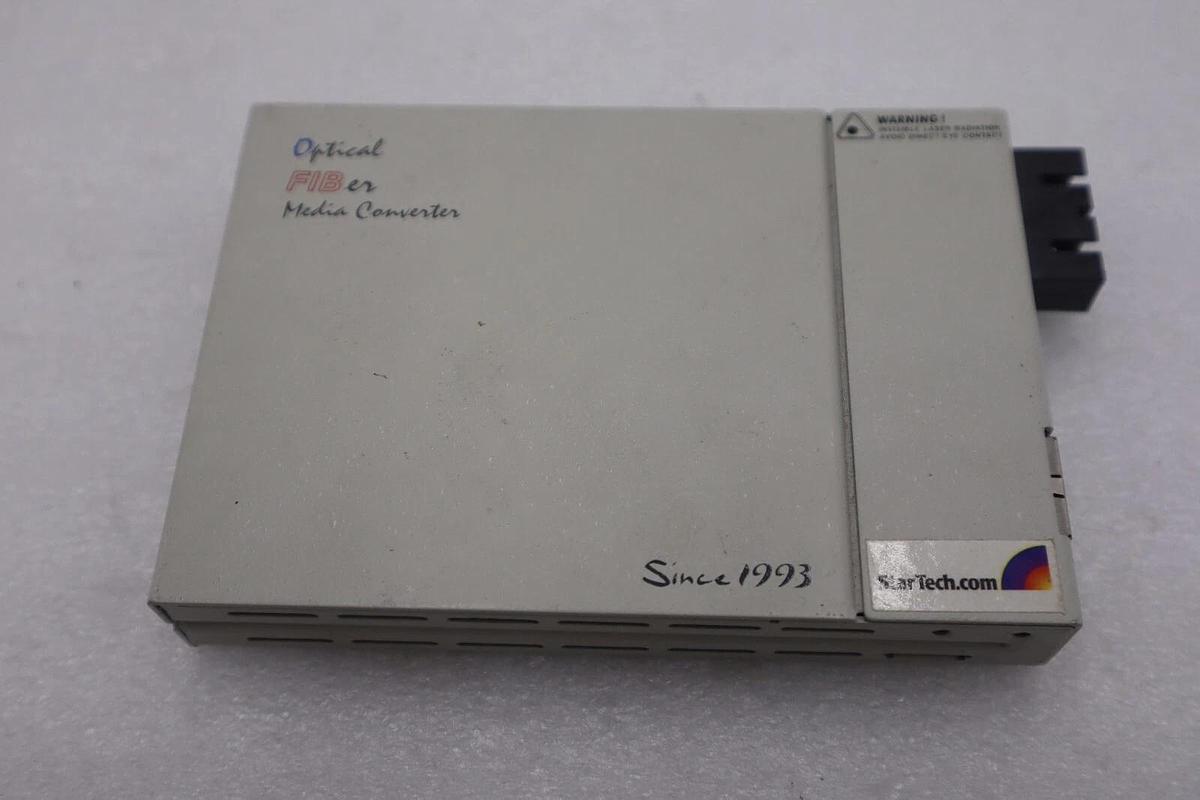 Optical
FIBer
Media Converter
WARNING!
INVISIBLE LASER RADIATION
AVOID DIRECT EYE CONTACT
Since 1993
StarTech.com